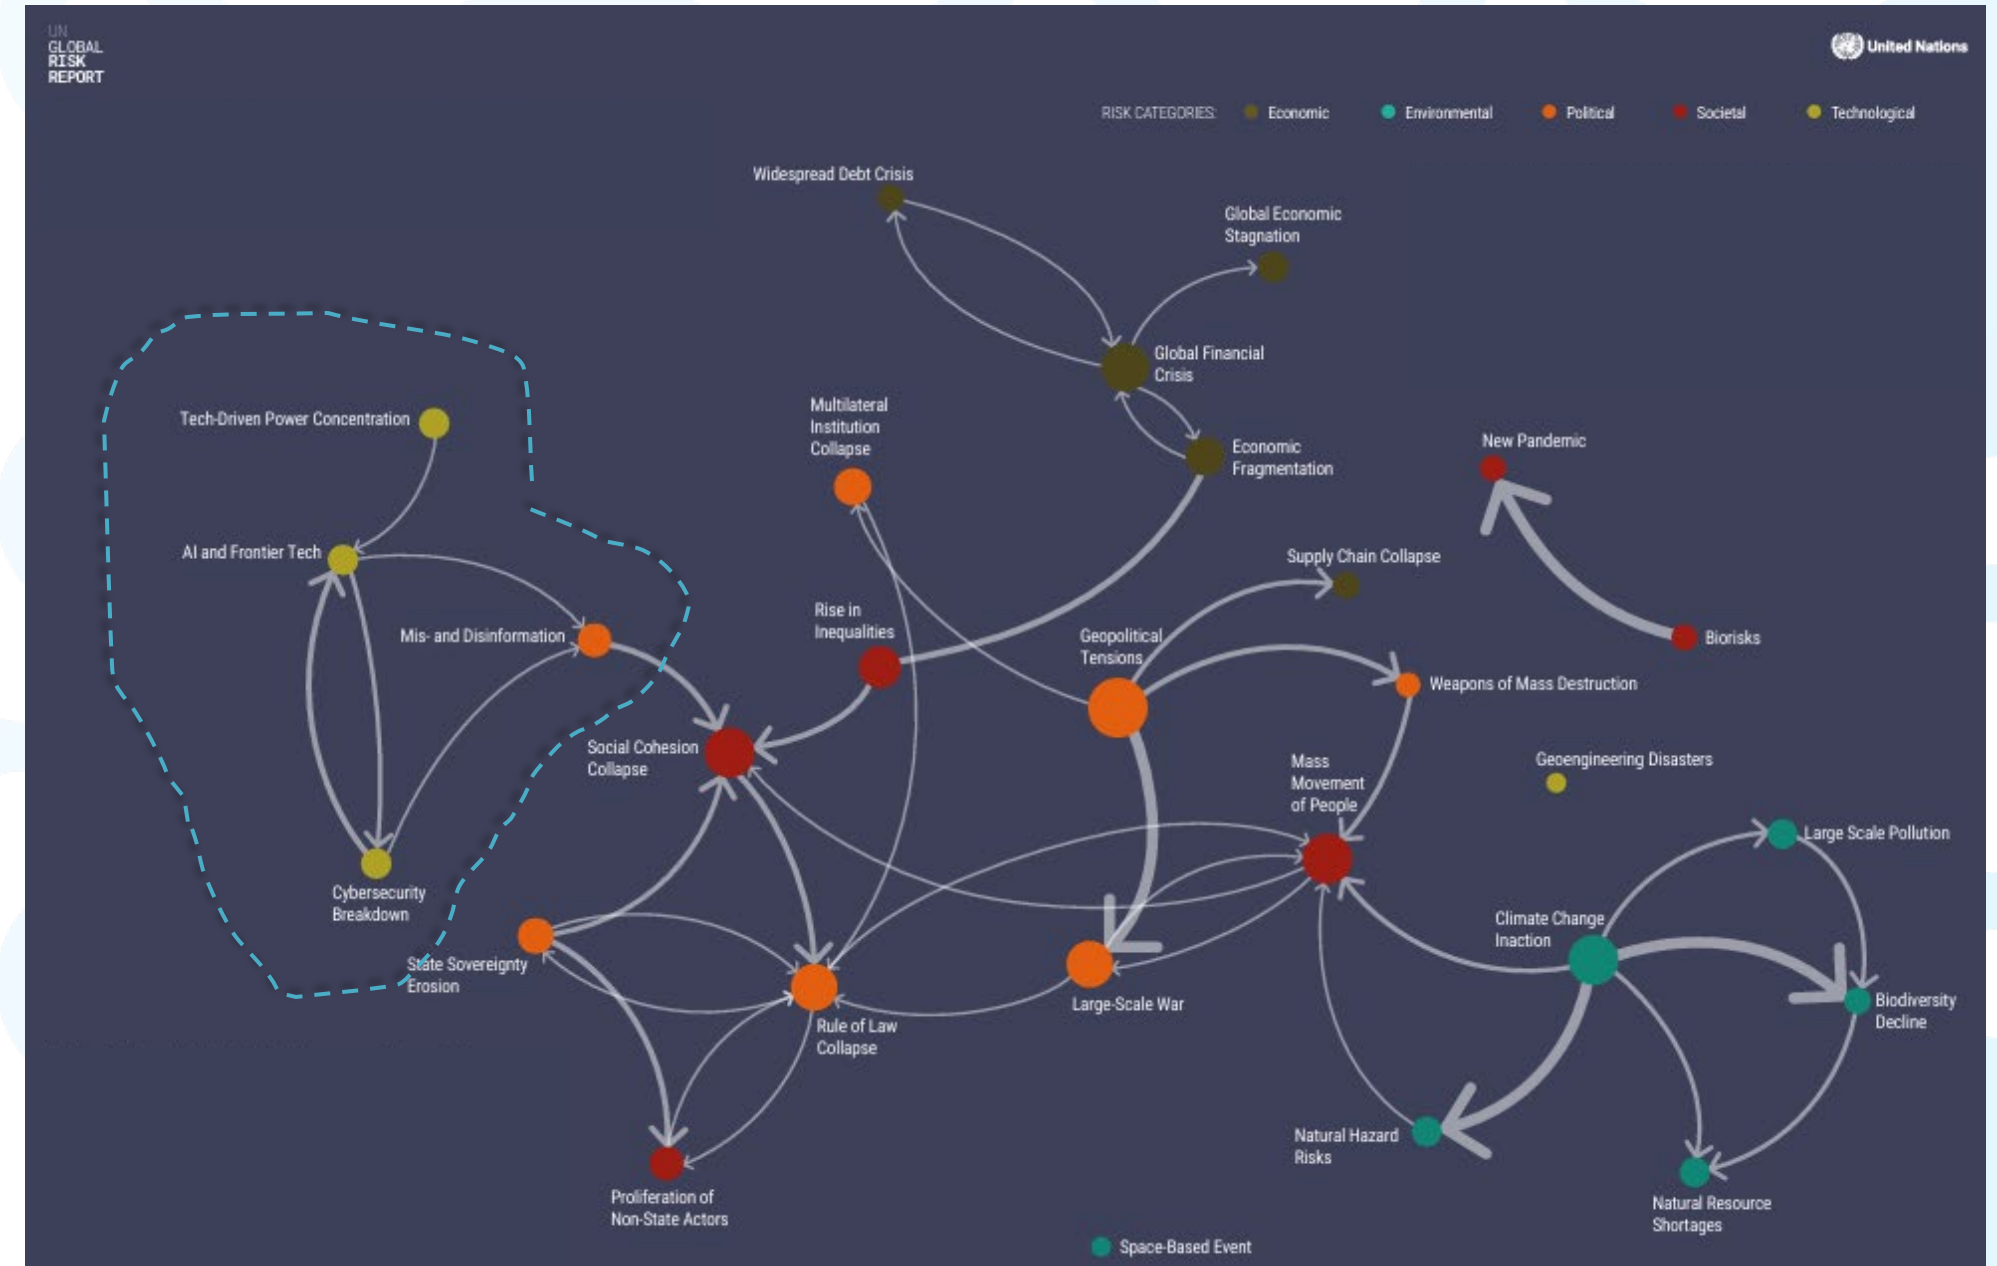 UN
GLOBAL
RISK
REPORT
United Nations
RISK CATEGORIES:
Economic
Environmental
Political
Societal
Technological
Widespread Debt Crisis
Global Economic
Stagnation
Global Financial
Crisis
Tech-Driven Power Concentration
Multilateral
Institution
Collapse
Economic
Fragmentation
New Pandemic
AI and Frontier Tech
Supply Chain Collapse
Mis- and Disinformation
Rise in
Inequalities
Geopolitical
Tensions
Biorisks
Weapons of Mass Destruction
Social Cohesion
Collapse
Mass
Movement
of People
Geoengineering Disasters
Large Scale Pollution
Cybersecurity
Breakdown
Climate Change
Inaction
State Sovereignty
Erosion
Large-Scale War
Biodiversity
Decline
Rule of Law
Collapse
Natural Hazard
Risks
Proliferation of
Non-State Actors
Natural Resource
Shortages
Space-Based Event